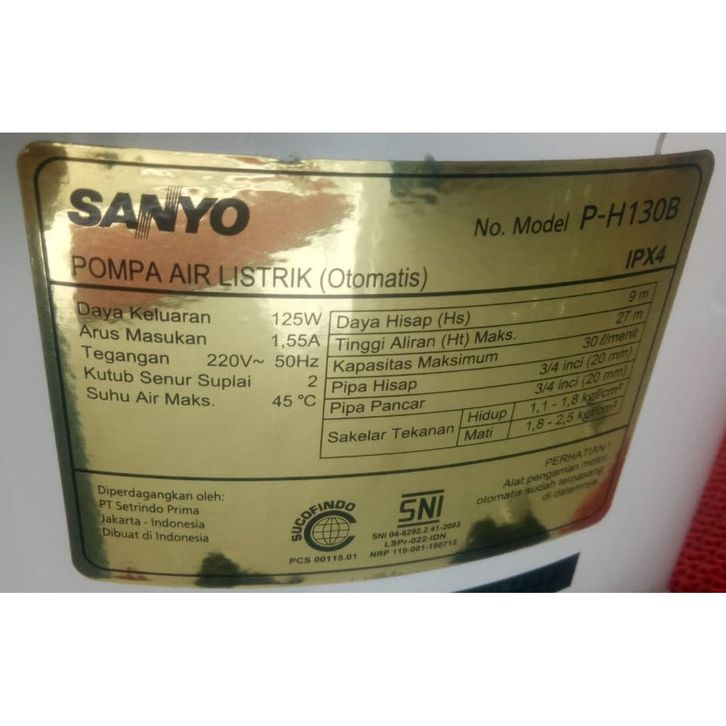 SANYO
No. Model P-H130B
POMPA AIR LISTRIK (Otomatis)
IPX4
Daya Keluaran 125W
Arus Masukan 1,55A
Tegangan 220V~ 50Hz
Kutub Senur Suplai 2
Suhu Air Maks. 45 °C
Daya Hisap (Hs) 9 m
Tinggi Aliran (Ht) Maks. 27 m
Kapasitas Maksimum 30 ℓ/menit
Pipa Hisap 3/4 inci (20 mm)
Pipa Pancar 3/4 inci (20 mm)
Sakelar Tekanan Hidup 1,1 - 1,8 kgf/cm²
Mati 1,8 - 2,5 kgf/cm²
Diperdagangkan oleh:
PT Setrindo Prima
Jakarta - Indonesia
Dibuat di Indonesia
SUCOFINDO
PCS 00115.01
SNI
SNI 04-6292.2.41-2003
LSPr-022-IDN
NRP 119-001-190712
PERHATIAN !
Alat pengaman motor
otomatis sudah terpasang
di dalamnya